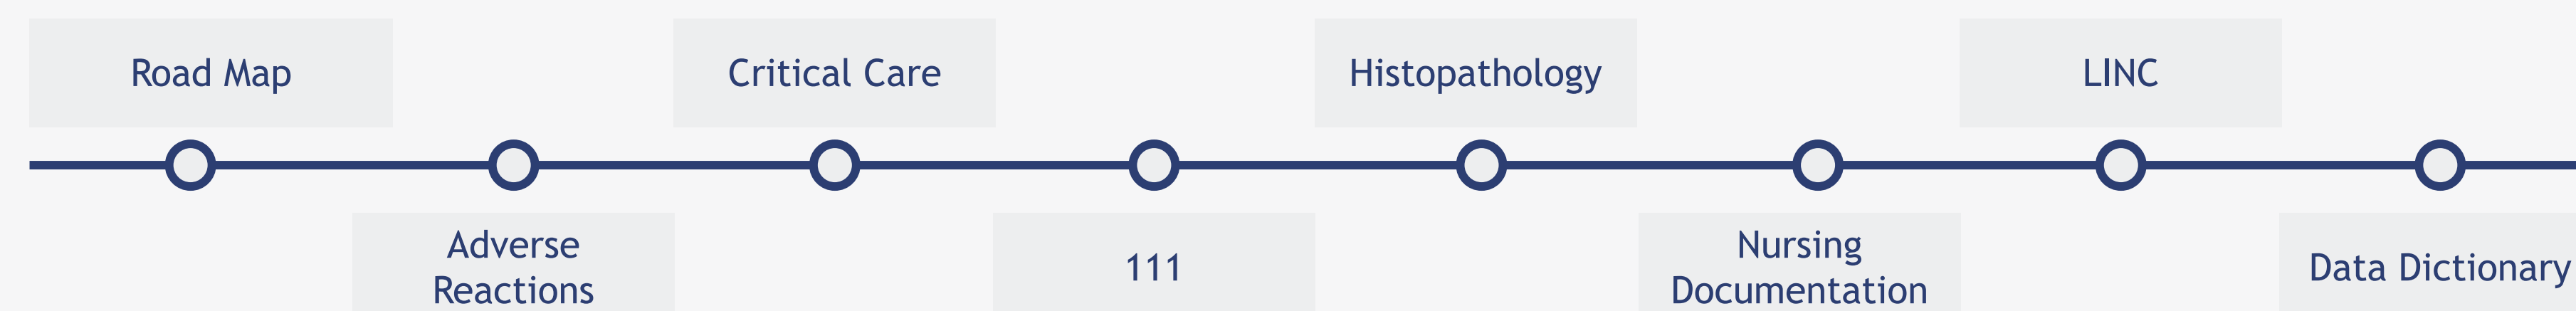 Road Map
Adverse
Reactions
Critical Care
111
Histopathology
Nursing
Documentation
LINC
Data Dictionary